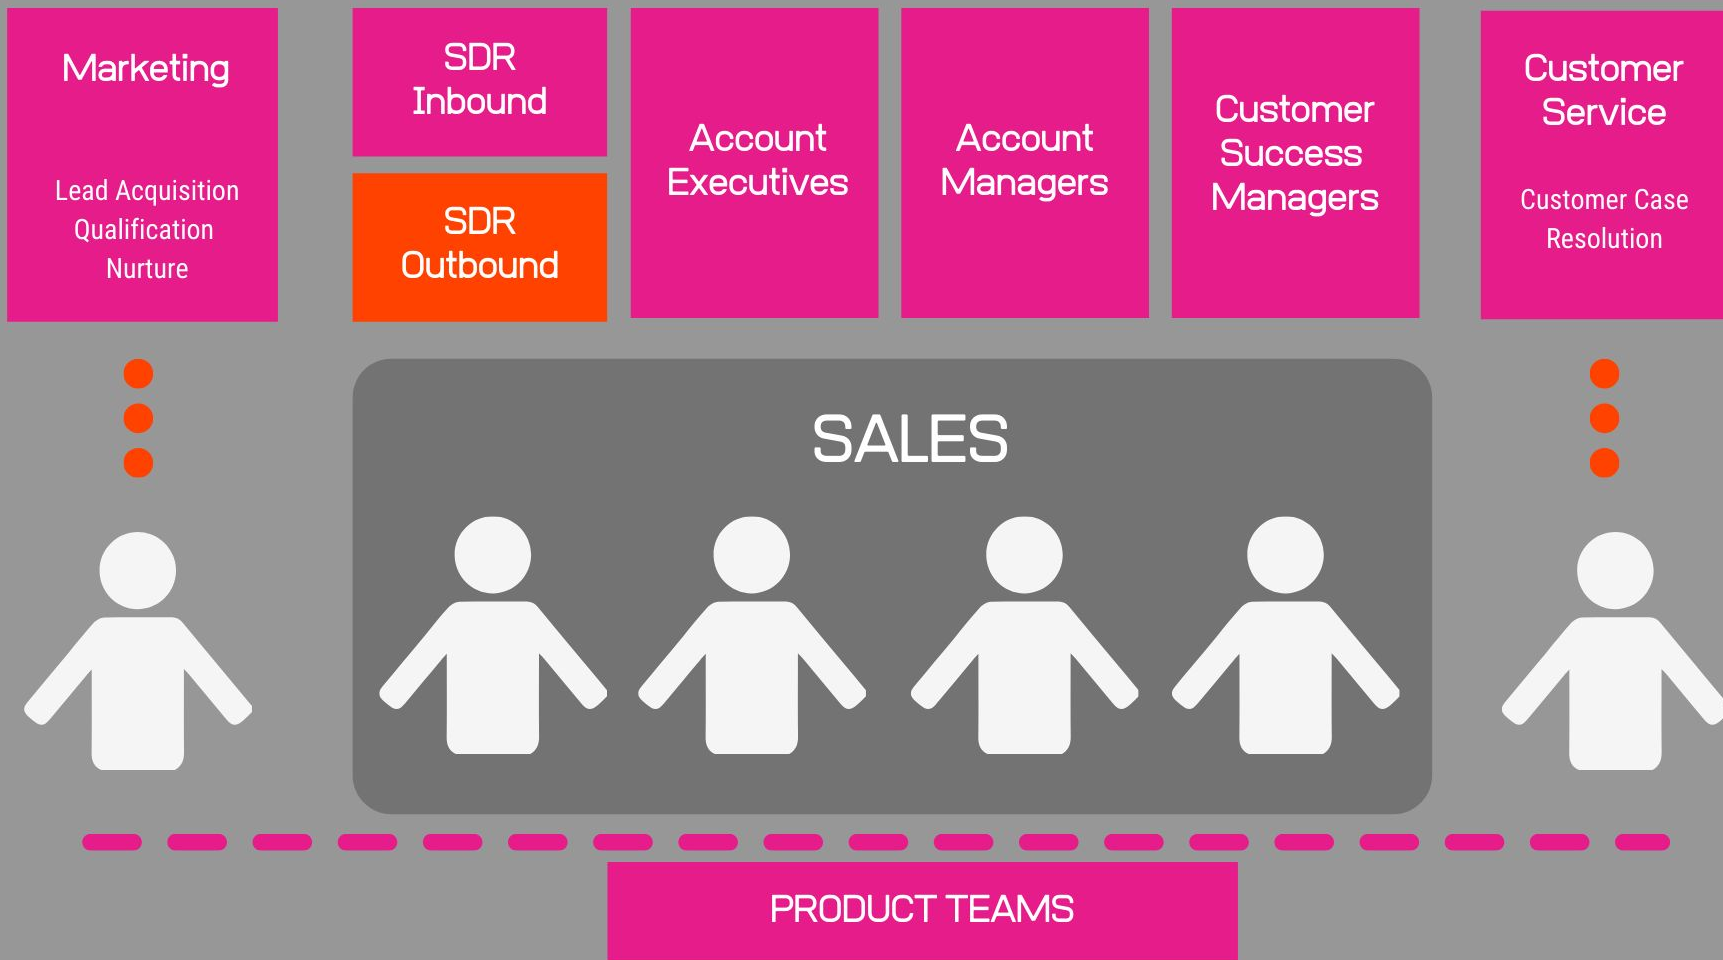 Marketing
Lead Acquisition
Qualification
Nurture
SDR
Inbound
SDR
Outbound
Account
Executives
Account
Managers
Customer
Success
Managers
Customer
Service
Customer Case
Resolution
SALES
PRODUCT TEAMS